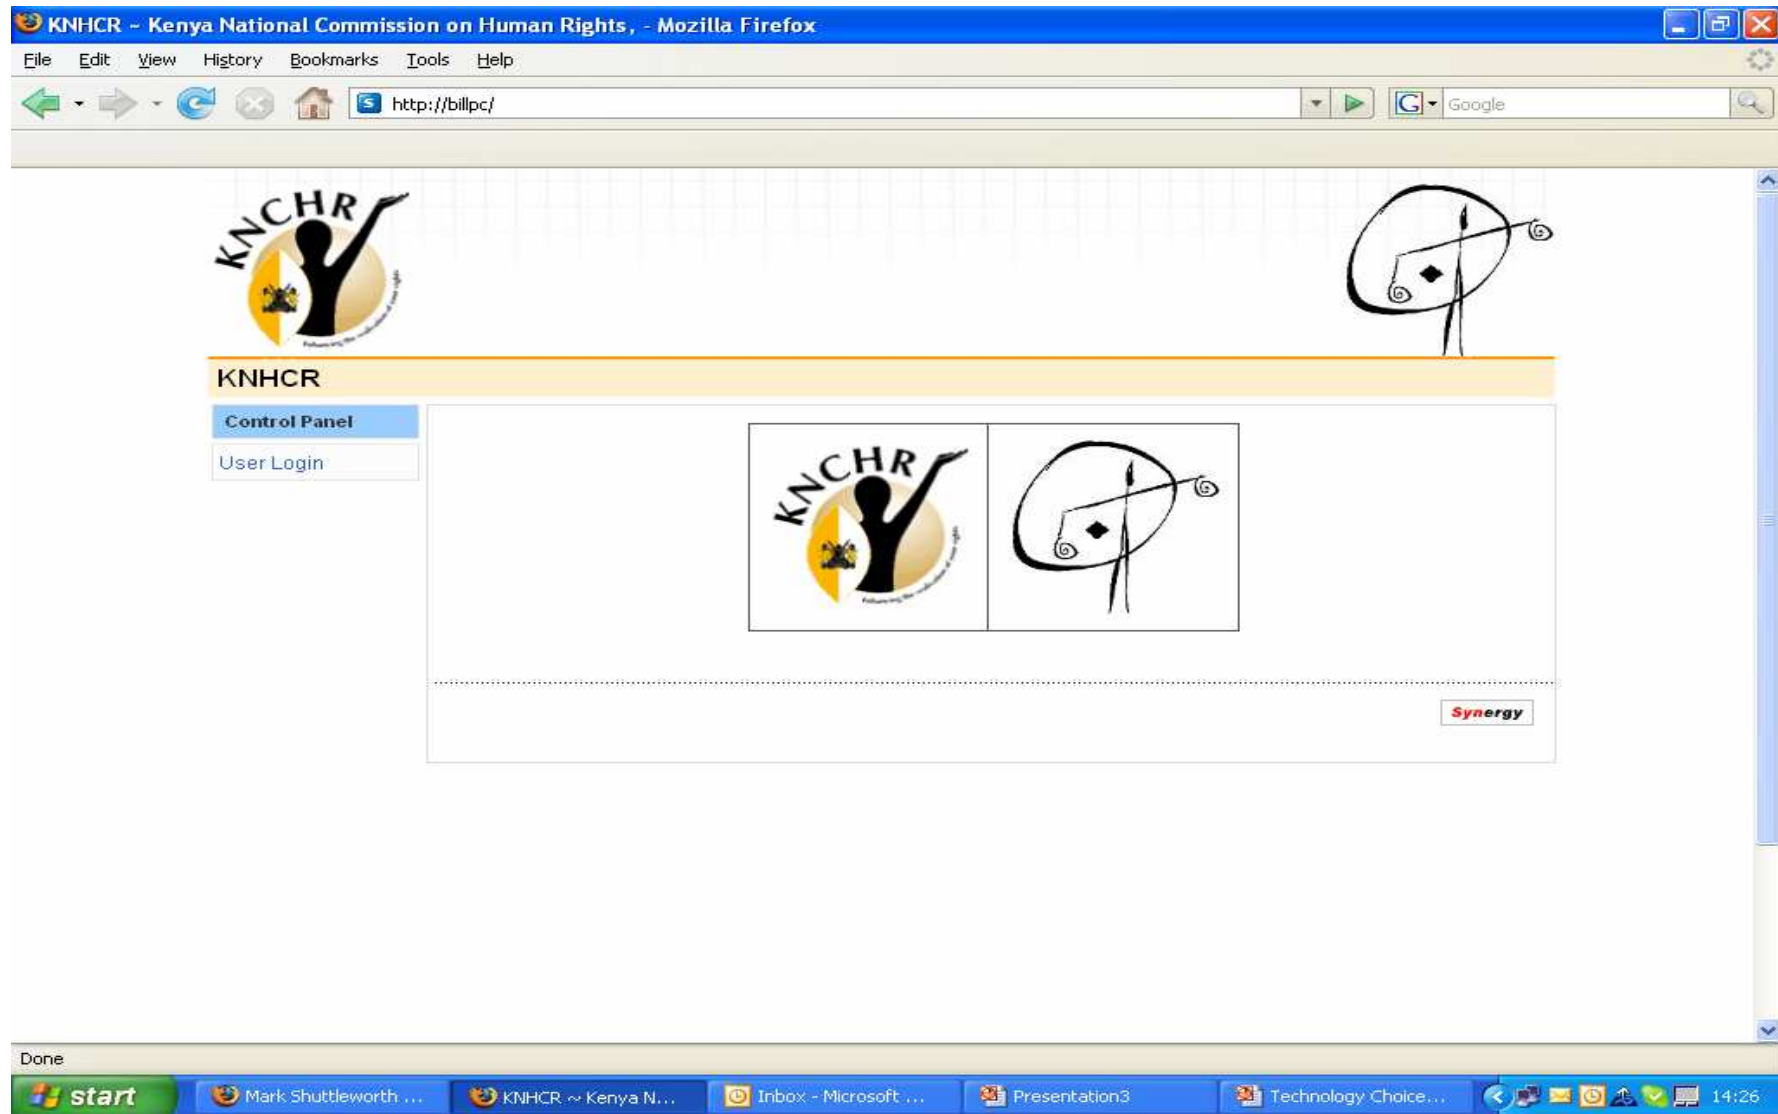 KNHCR ~ Kenya National Commission on Human Rights, - Mozilla Firefox
File Edit View History Bookmarks Tools Help
http://billpc/
Google
KNCHR
KNHCR
Control Panel
User Login
KNCHR
Synergy
Done
start
Mark Shuttleworth ...
KNHCR ~ Kenya N...
Inbox - Microsoft ...
Presentation3
Technology Choice...
14:26